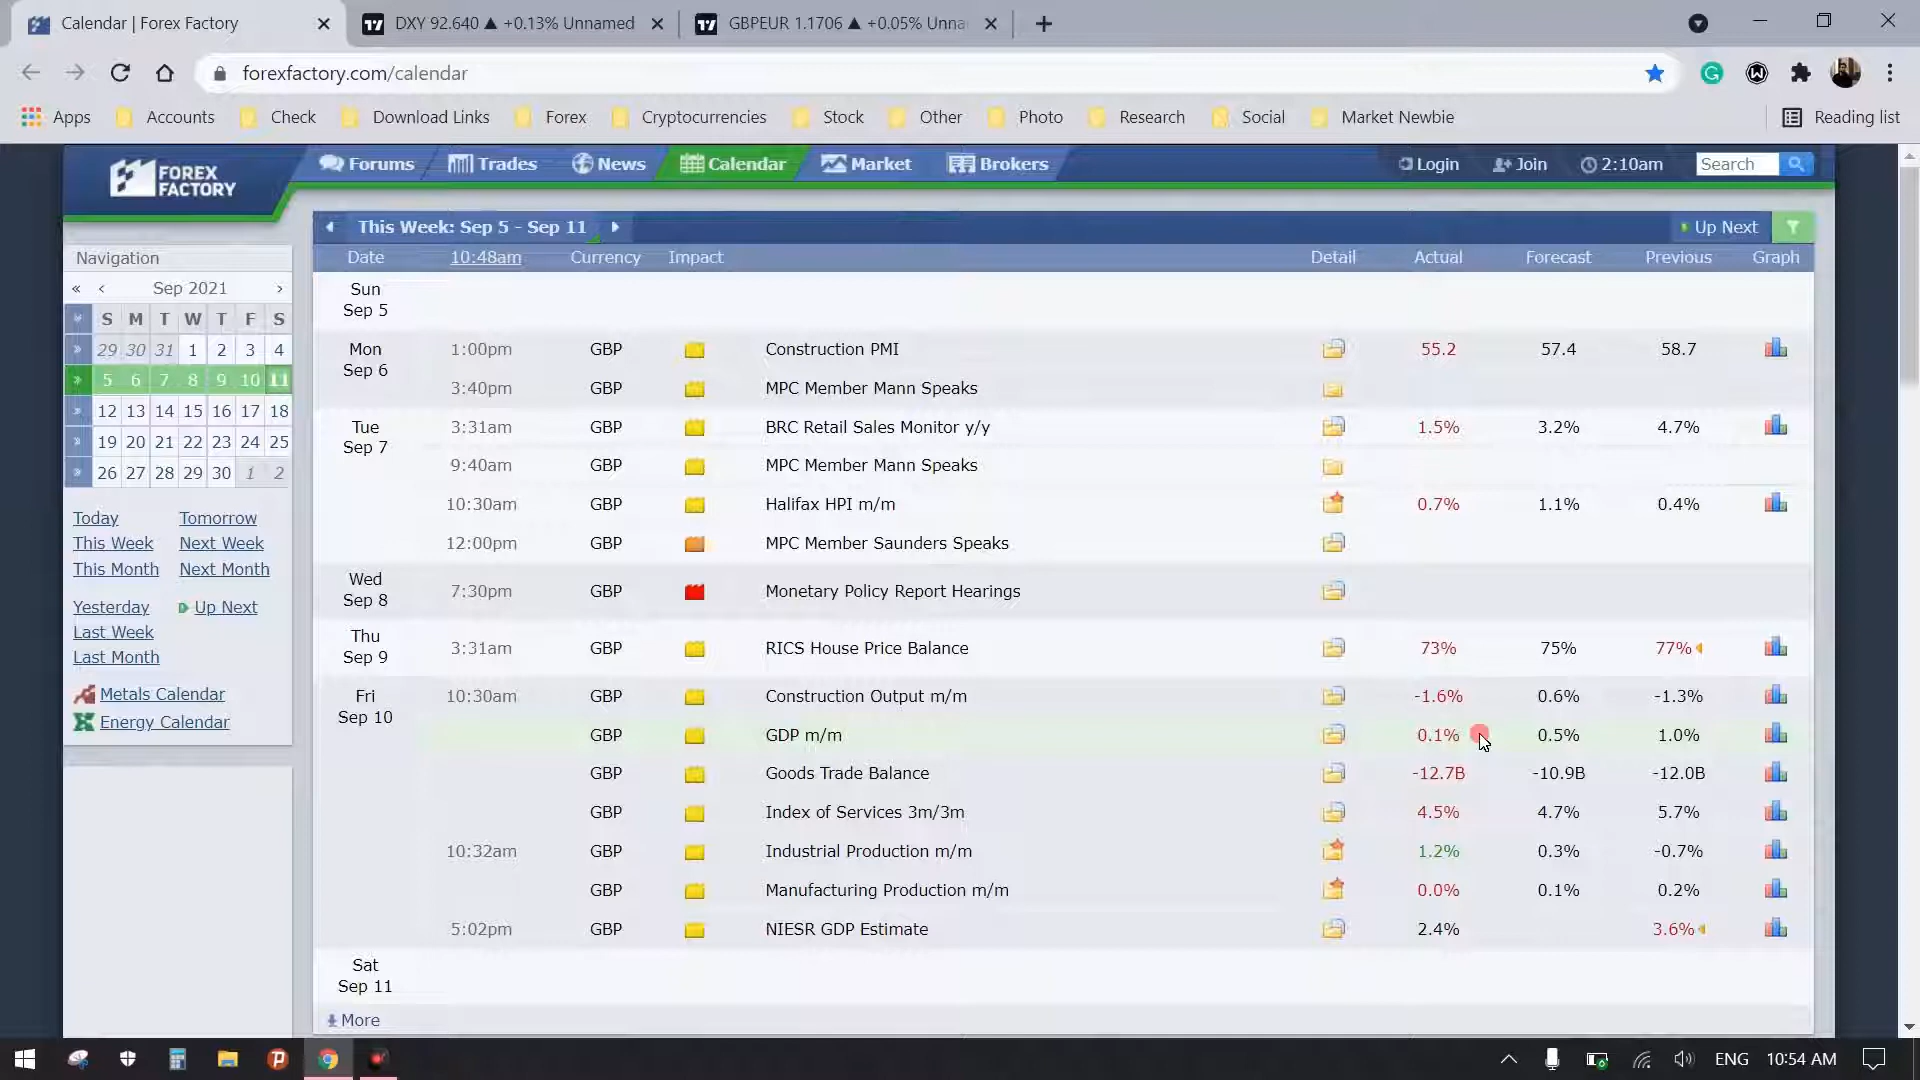 Calendar | Forex Factory
DXY 92.640 ▲ +0.13% Unnamed
GBPEUR 1.1706 ▲ +0.05% Unna
forexfactory.com/calendar
Apps Accounts Check Download Links Forex Cryptocurrencies Stock Other Photo Research Social Market Newbie Reading list
FOREX FACTORY
Forums Trades News Calendar Market Brokers Login Join 2:10am Search
This Week: Sep 5 - Sep 11 Up Next
Date 10:48am Currency Impact Detail Actual Forecast Previous Graph
Navigation
« ‹ Sep 2021 ›
S M T W T F S
29 30 31 1 2 3 4
5 6 7 8 9 10 11
12 13 14 15 16 17 18
19 20 21 22 23 24 25
26 27 28 29 30 1 2
Today Tomorrow
This Week Next Week
This Month Next Month
Yesterday Up Next
Last Week
Last Month
Metals Calendar
Energy Calendar
Sun
Sep 5
Mon
Sep 6
1:00pm GBP Construction PMI 55.2 57.4 58.7
3:40pm GBP MPC Member Mann Speaks
Tue
Sep 7
3:31am GBP BRC Retail Sales Monitor y/y 1.5% 3.2% 4.7%
9:40am GBP MPC Member Mann Speaks
10:30am GBP Halifax HPI m/m 0.7% 1.1% 0.4%
12:00pm GBP MPC Member Saunders Speaks
Wed
Sep 8
7:30pm GBP Monetary Policy Report Hearings
Thu
Sep 9
3:31am GBP RICS House Price Balance 73% 75% 77%
Fri
Sep 10
10:30am GBP Construction Output m/m -1.6% 0.6% -1.3%
GBP GDP m/m 0.1% 0.5% 1.0%
GBP Goods Trade Balance -12.7B -10.9B -12.0B
GBP Index of Services 3m/3m 4.5% 4.7% 5.7%
10:32am GBP Industrial Production m/m 1.2% 0.3% -0.7%
GBP Manufacturing Production m/m 0.0% 0.1% 0.2%
5:02pm GBP NIESR GDP Estimate 2.4% 3.6%
Sat
Sep 11
More
ENG 10:54 AM